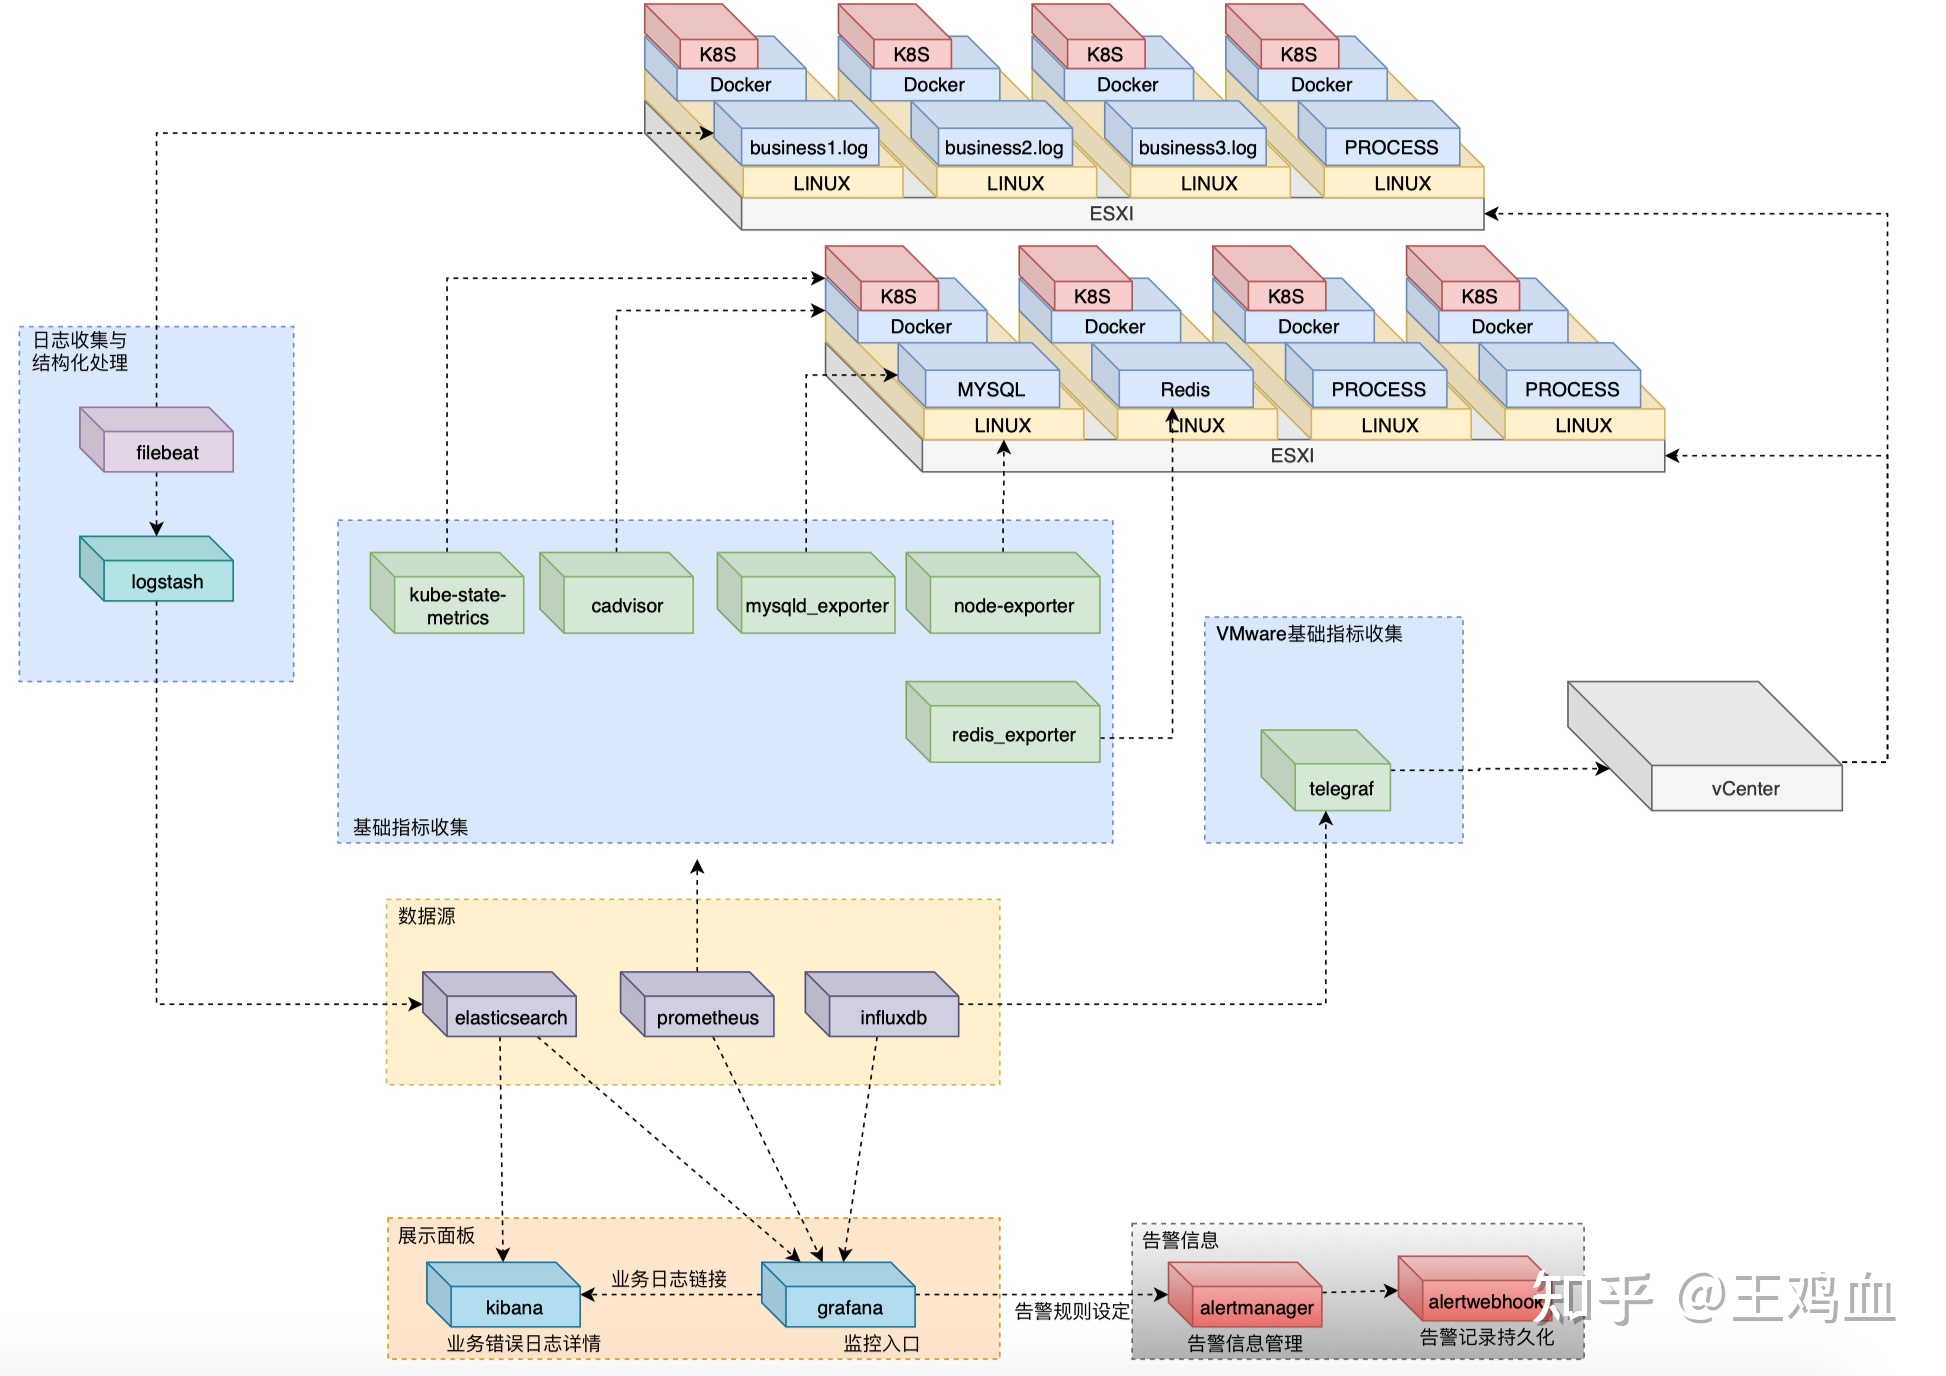 K8S
K8S
K8S
K8S
Docker
Docker
Docker
Docker
business1.log
business2.log
business3.log
PROCESS
LINUX
LINUX
LINUX
LINUX
ESXI
K8S
K8S
K8S
K8S
Docker
Docker
Docker
Docker
MYSQL
Redis
PROCESS
PROCESS
LINUX
LINUX
LINUX
LINUX
ESXI
日志收集与
结构化处理
filebeat
logstash
kube-state-
metrics
cadvisor
mysqld_exporter
node-exporter
redis_exporter
基础指标收集
VMware基础指标收集
telegraf
vCenter
数据源
elasticsearch
prometheus
influxdb
展示面板
业务日志链接
kibana
grafana
业务错误日志详情
监控入口
告警规则设定
告警信息
alertmanager
alertwebhook
告警信息管理
告警记录持久化
知乎 @王鸡血